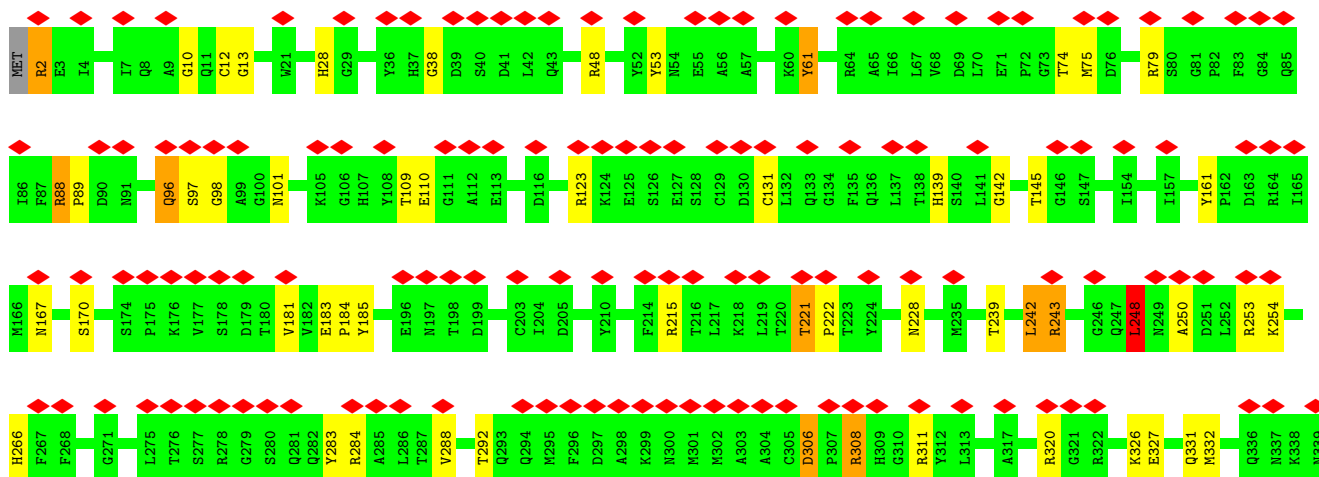 MET R2 E3 I4 I7 Q8 A9 G10 Q11 C12 G13 W21 H28 G29 Y36 H37 G38 D39 S40 D41 L42 Q43 R48 Y52 Y53 N54 E55 A56 A57 K60 Y61 R64 A65 I66 L67 V68 D69 L70 E71 P72 G73 T74 M75 D76 R79 S80 G81 P82 F83 G84 Q85
I86 F87 R88 P89 D90 N91 Q96 S97 G98 A99 G100 N101 K105 G106 H107 Y108 T109 E110 G111 A112 E113 D116 R123 K124 E125 S126 E127 S128 C129 D130 C131 L132 Q133 G134 F135 Q136 L137 T138 H139 S140 L141 G142 T145 G146 S147 I154 I157 Y161 P162 D163 R164 I165
M166 N167 S170 S174 P175 K176 V177 S178 D179 T180 V181 V182 E183 P184 Y185 E196 N197 T198 D199 C203 I204 D205 Y210 F214 R215 T216 L217 K218 L219 T220 T221 P222 T223 Y224 N228 M235 T239 L242 R243 G246 Q247 L248 N249 A250 D251 L252 R253 K254
H266 F267 F268 G271 L275 T276 S277 R278 G279 S280 Q281 Q282 Y283 R284 A285 L286 T287 V288 T292 Q293 Q294 M295 F296 D297 A298 K299 N300 M301 M302 A303 A304 C305 D306 P307 R308 H309 G310 R311 Y312 L313 A317 R320 G321 R322 K326 E327 Q331 M332 Q336 N337 K338 N339